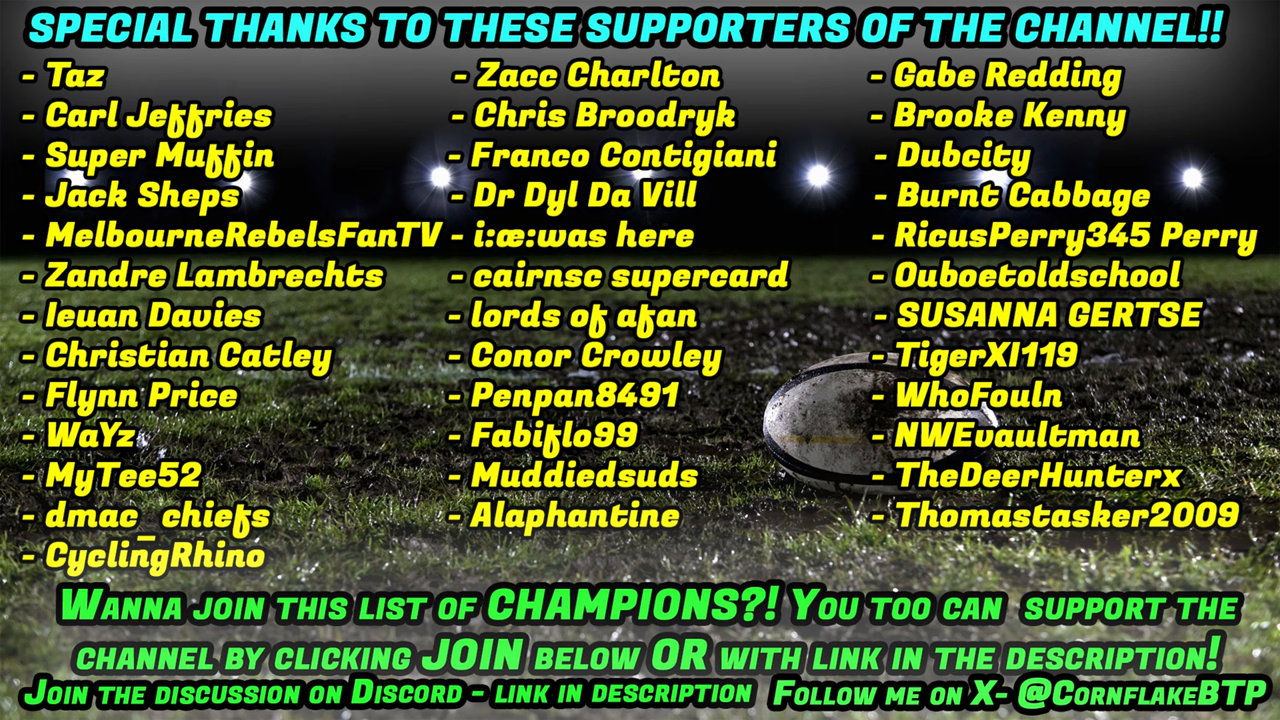 SPECIAL THANKS TO THESE SUPPORTERS OF THE CHANNEL!!
- Taz
- Carl Jeffries
- Super Muffin
- Jack Sheps
- MelbourneRebelsFanTV
- Zandre Lambrechts
- Ieuan Davies
- Christian Catley
- Flynn Price
- WaYz
- MyTee52
- dmac_chiefs
- CyclingRhino
- Zacc Charlton
- Chris Broodryk
- Franco Contigiani
- Dr Dyl Da Vill
- i:æ:was here
- cairnsc supercard
- lords of afan
- Conor Crowley
- Penpan8491
- Fabiflo99
- Muddiedsuds
- Alaphantine
- Gabe Redding
- Brooke Kenny
- Dubcity
- Burnt Cabbage
- RicusPerry345 Perry
- Ouboetoldschool
- SUSANNA GERTSE
- TigerXI119
- WhoFouln
- NWEvaultman
- TheDeerHunterx
- Thomastasker2009
WANNA JOIN THIS LIST OF CHAMPIONS?! YOU TOO CAN SUPPORT THE
CHANNEL BY CLICKING JOIN BELOW OR WITH LINK IN THE DESCRIPTION!
JOIN THE DISCUSSION ON DISCORD - LINK IN DESCRIPTION
FOLLOW ME ON X- @CORNFLAKEBTP